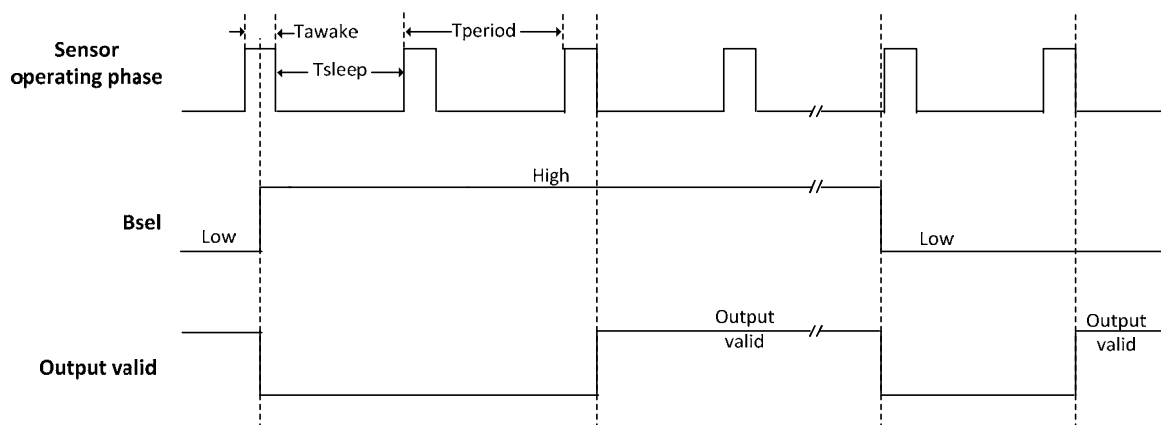 Sensor
operating phase
Tawake
Tperiod
Tsleep
Bsel
Low
High
Low
Output valid
Output
valid
Output
valid